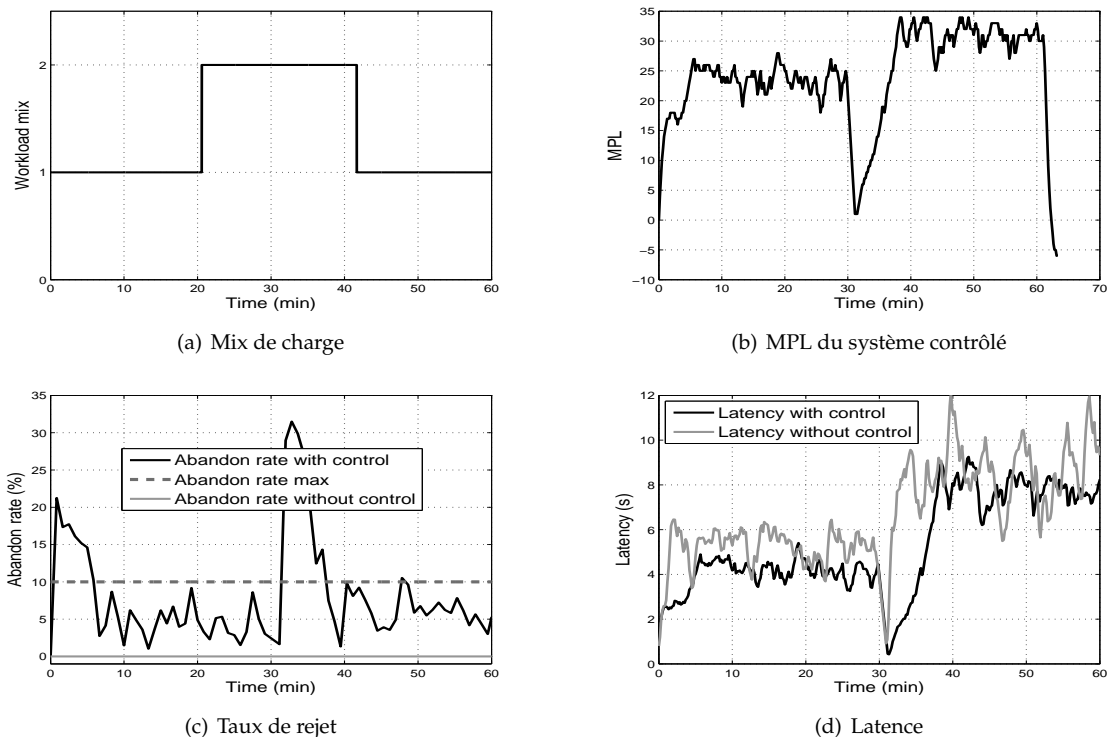 2
1
0
0 10 20 30 40 50 60
Workload mix
Time (min)
(a) Mix de charge
35
30
25
20
15
10
5
0
−5
−10
0 10 20 30 40 50 60 70
MPL
Time (min)
(b) MPL du système contrôlé
35
30
25
20
15
10
5
0
0 10 20 30 40 50 60
Abandon rate (%)
Time (min)
Abandon rate with control
Abandon rate max
Abandon rate without control
(c) Taux de rejet
12
10
8
6
4
2
0
0 10 20 30 40 50 60
Latency (s)
Time (min)
Latency with control
Latency without control
(d) Latence